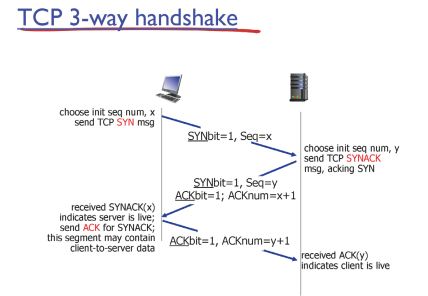 TCP 3-way handshake
choose init seq num, x
send TCP SYN msg
SYNbit=1, Seq=x
choose init seq num, y
send TCP SYNACK
msg, acking SYN
SYNbit=1, Seq=y
ACKbit=1; ACKnum=x+1
received SYNACK(x)
indicates server is live;
send ACK for SYNACK;
this segment may contain
client-to-server data
ACKbit=1, ACKnum=y+1
received ACK(y)
indicates client is live